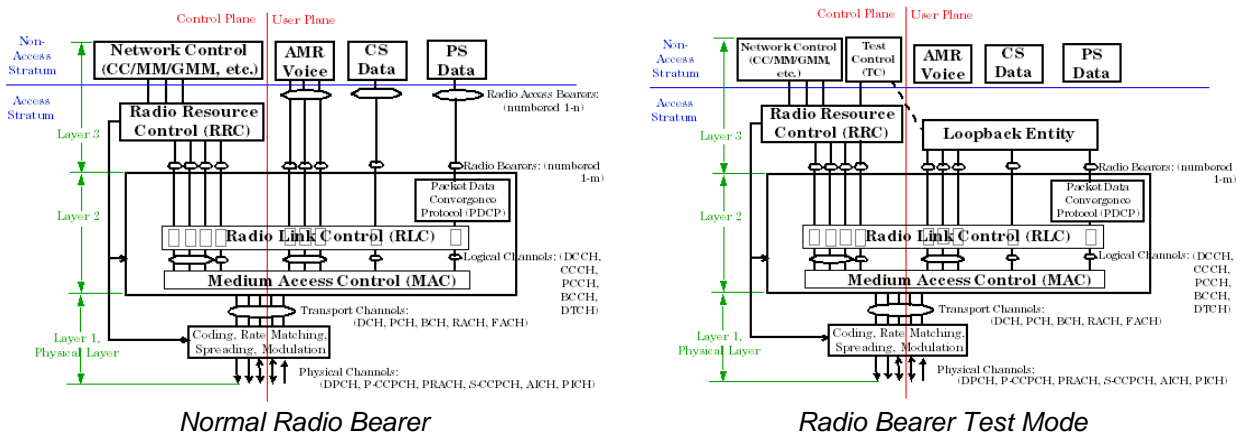 Control Plane
User Plane
Non-
Access
Stratum
Network Control
(CC/MM/GMM, etc.)
AMR
Voice
CS
Data
PS
Data
Access
Stratum
Radio Access Bearers:
(numbered 1-n)
Radio Resource
Control (RRC)
Layer 3
Radio Bearers: (numbered
1-m)
Packet Data
Convergence
Protocol (PDCP)
Layer 2
Radio Link Control (RLC)
Logical Channels: (DCCH,
CCCH,
PCCH,
BCCH,
DTCH)
Medium Access Control (MAC)
Transport Channels:
(DCH, PCH, BCH, RACH, FACH)
Layer 1,
Physical Layer
Coding, Rate Matching,
Spreading, Modulation
Physical Channels:
(DPCH, P-CCPCH, PRACH, S-CCPCH, AICH, PICH)
Normal Radio Bearer
Control Plane
User Plane
Non-
Access
Stratum
Network Control
(CC/MM/GMM,
etc.)
Test
Control
(TC)
AMR
Voice
CS
Data
PS
Data
Access
Stratum
Radio Resource
Control (RRC)
Loopback Entity
Layer 3
Radio Bearers: (numbered
1-m)
Packet Data
Convergence
Protocol (PDCP)
Layer 2
Radio Link Control (RLC)
Logical Channels: (DCCH,
CCCH,
PCCH,
BCCH,
DTCH)
Medium Access Control (MAC)
Transport Channels:
(DCH, PCH, BCH, RACH, FACH)
Layer 1,
Physical Layer
Coding, Rate Matching,
Spreading, Modulation
Physical Channels:
(DPCH, P-CCPCH, PRACH, S-CCPCH, AICH, PICH)
Radio Bearer Test Mode